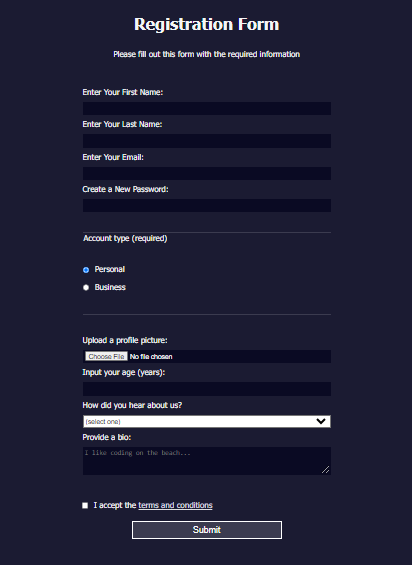 Registration Form
Please fill out this form with the required information
Enter Your First Name:
Enter Your Last Name:
Enter Your Email:
Create a New Password:
Account type (required)
Personal
Business
Upload a profile picture:
Choose File No file chosen
Input your age (years):
How did you hear about us?
(select one)
Provide a bio:
I like coding on the beach...
I accept the terms and conditions
Submit